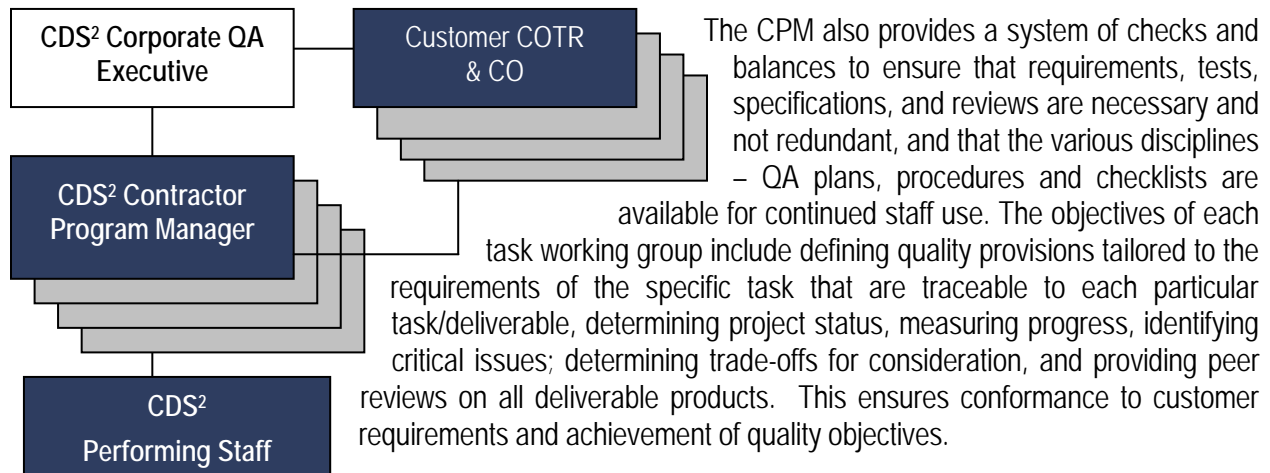 CDS² Corporate QA
Executive
Customer COTR
& CO
CDS² Contractor
Program Manager
CDS²
Performing Staff
The CPM also provides a system of checks and
balances to ensure that requirements, tests,
specifications, and reviews are necessary and
not redundant, and that the various disciplines
– QA plans, procedures and checklists are
available for continued staff use. The objectives of each
task working group include defining quality provisions tailored to the
requirements of the specific task that are traceable to each particular
task/deliverable, determining project status, measuring progress, identifying
critical issues; determining trade-offs for consideration, and providing peer
reviews on all deliverable products. This ensures conformance to customer
requirements and achievement of quality objectives.